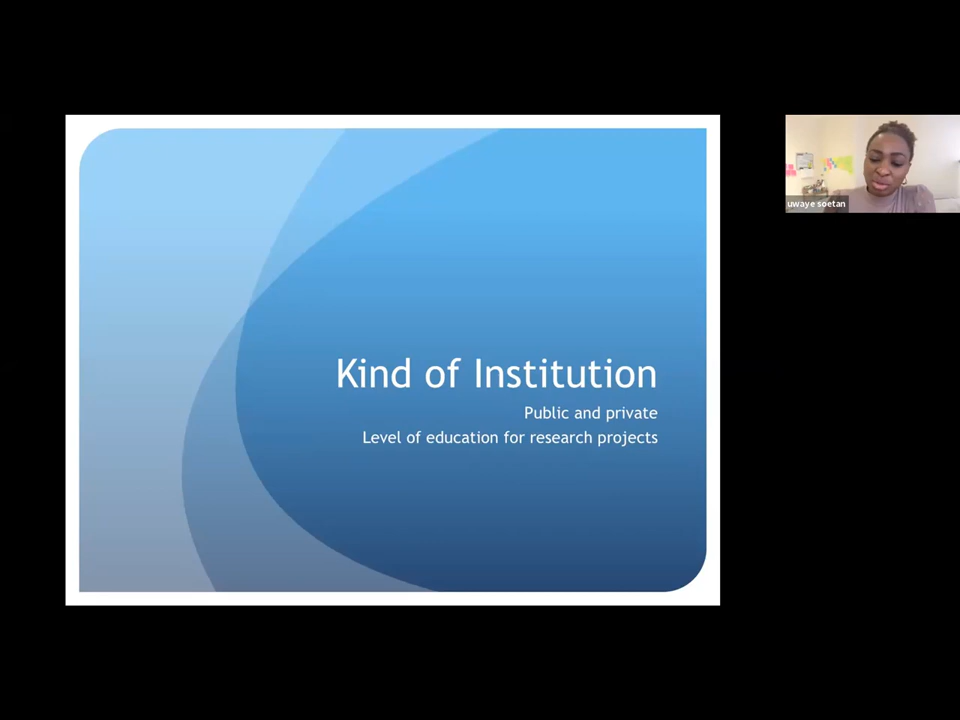 Kind of Institution
Public and private
Level of education for research projects
uwaye soetan